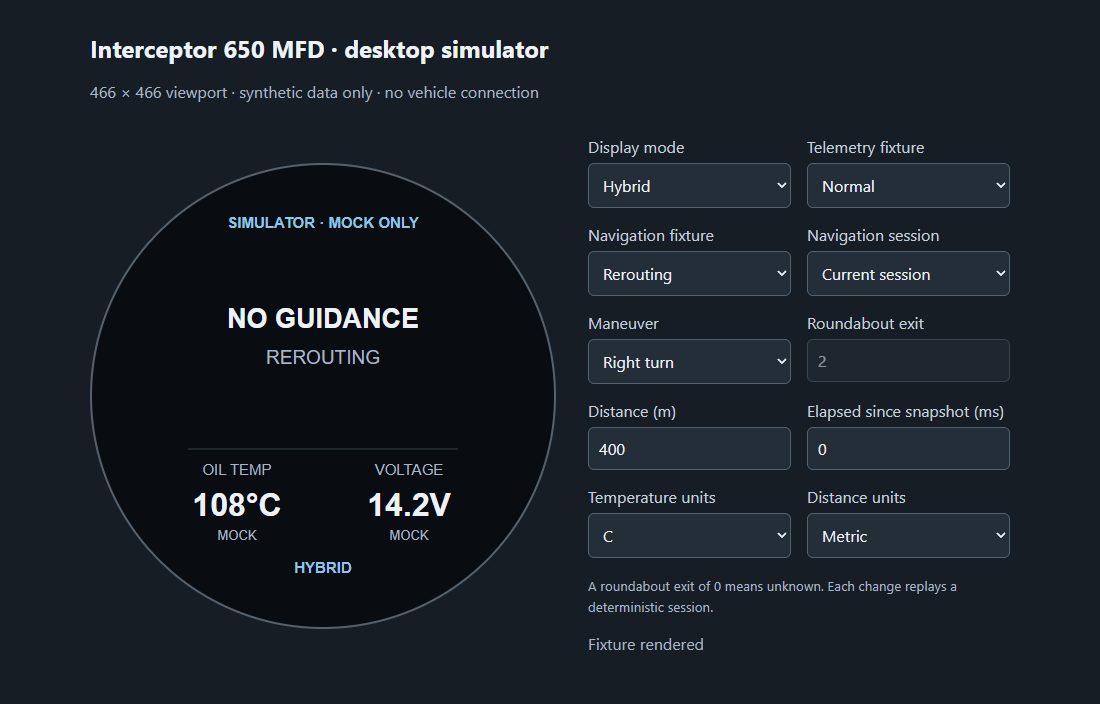 Interceptor 650 MFD · desktop simulator
466 × 466 viewport · synthetic data only · no vehicle connection
SIMULATOR · MOCK ONLY
NO GUIDANCE
REROUTING
OIL TEMP VOLTAGE
108°C 14.2V
MOCK MOCK
HYBRID
Display mode Telemetry fixture
Hybrid Normal
Navigation fixture Navigation session
Rerouting Current session
Maneuver Roundabout exit
Right turn 2
Distance (m) Elapsed since snapshot (ms)
400 0
Temperature units Distance units
C Metric
A roundabout exit of 0 means unknown. Each change replays a
deterministic session.
Fixture rendered